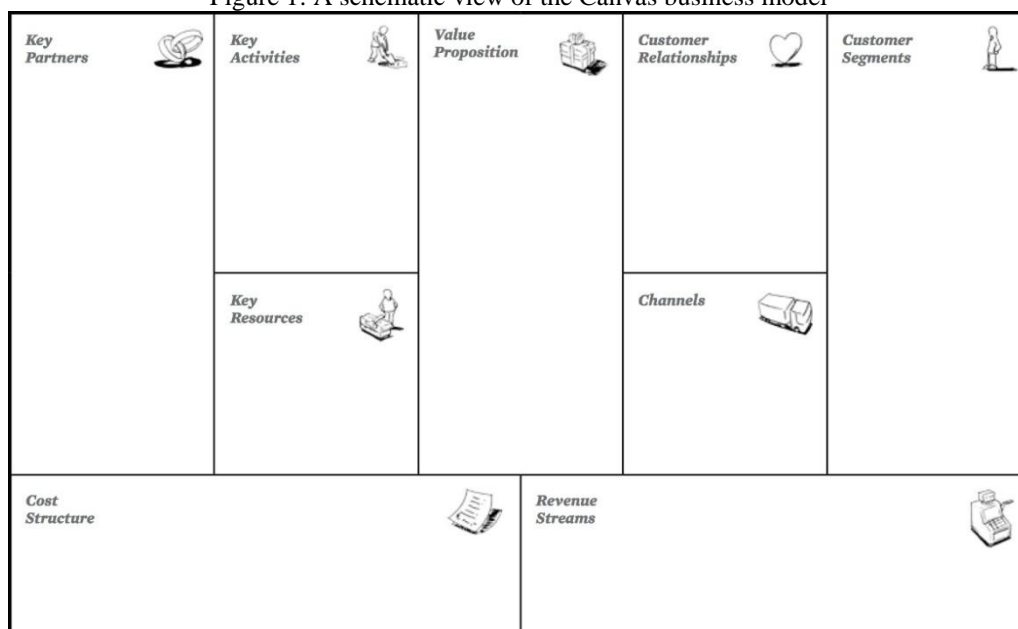 Figure 1. A schematic view of the Canvas business model
Key
Partners
Key
Activities
Value
Proposition
Customer
Relationships
Customer
Segments
Key
Resources
Channels
Cost
Structure
Revenue
Streams